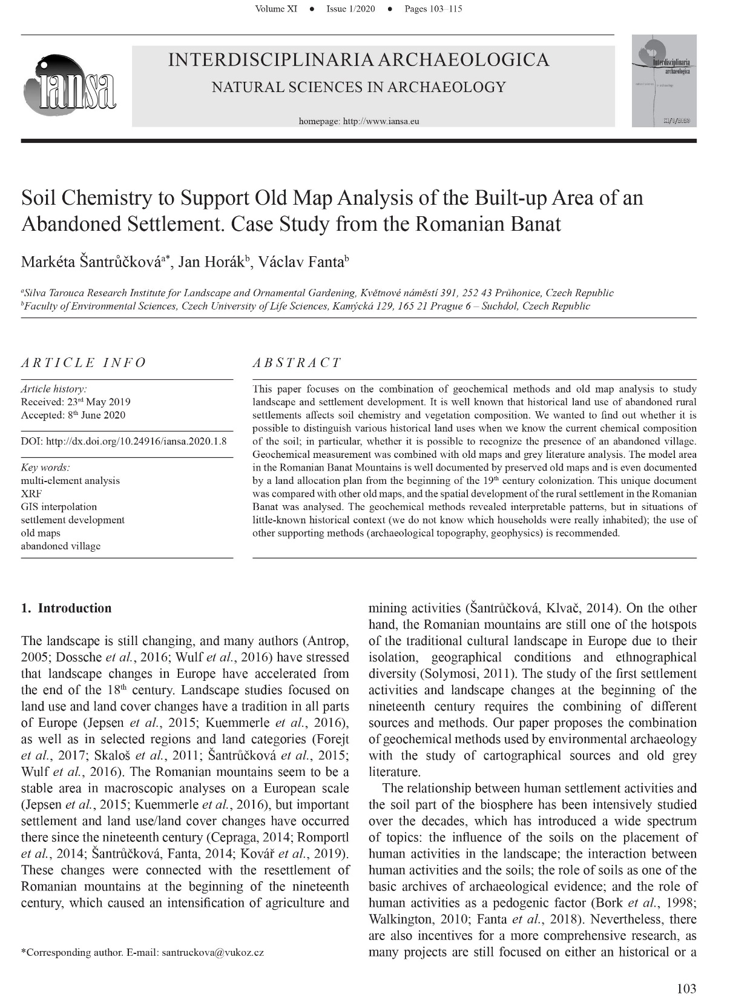 Volume XI ● Issue 1/2020 ● Pages 103–115
iansa
INTERDISCIPLINARIA ARCHAEOLOGICA
NATURAL SCIENCES IN ARCHAEOLOGY
homepage: http://www.iansa.eu
Interdisciplinaria
archaeologica
natural sciences in archaeology
XI/1/2020
Soil Chemistry to Support Old Map Analysis of the Built-up Area of an
Abandoned Settlement. Case Study from the Romanian Banat
Markéta Šantrůčkováa*, Jan Horákb, Václav Fantab
aSilva Tarouca Research Institute for Landscape and Ornamental Gardening, Květnové náměstí 391, 252 43 Průhonice, Czech Republic
bFaculty of Environmental Sciences, Czech University of Life Sciences, Kamýcká 129, 165 21 Prague 6 – Suchdol, Czech Republic
ARTICLE INFO
Article history:
Received: 23rd May 2019
Accepted: 8th June 2020
DOI: http://dx.doi.org/10.24916/iansa.2020.1.8
Key words:
multi-element analysis
XRF
GIS interpolation
settlement development
old maps
abandoned village
ABSTRACT
This paper focuses on the combination of geochemical methods and old map analysis to study
landscape and settlement development. It is well known that historical land use of abandoned rural
settlements affects soil chemistry and vegetation composition. We wanted to find out whether it is
possible to distinguish various historical land uses when we know the current chemical composition
of the soil; in particular, whether it is possible to recognize the presence of an abandoned village.
Geochemical measurement was combined with old maps and grey literature analysis. The model area
in the Romanian Banat Mountains is well documented by preserved old maps and is even documented
by a land allocation plan from the beginning of the 19th century colonization. This unique document
was compared with other old maps, and the spatial development of the rural settlement in the Romanian
Banat was analysed. The geochemical methods revealed interpretable patterns, but in situations of
little-known historical context (we do not know which households were really inhabited); the use of
other supporting methods (archaeological topography, geophysics) is recommended.
1. Introduction
The landscape is still changing, and many authors (Antrop,
2005; Dossche et al., 2016; Wulf et al., 2016) have stressed
that landscape changes in Europe have accelerated from
the end of the 18th century. Landscape studies focused on
land use and land cover changes have a tradition in all parts
of Europe (Jepsen et al., 2015; Kuemmerle et al., 2016),
as well as in selected regions and land categories (Forejt
et al., 2017; Skaloš et al., 2011; Šantrůčková et al., 2015;
Wulf et al., 2016). The Romanian mountains seem to be a
stable area in macroscopic analyses on a European scale
(Jepsen et al., 2015; Kuemmerle et al., 2016), but important
settlement and land use/land cover changes have occurred
there since the nineteenth century (Cepraga, 2014; Romportl
et al., 2014; Šantrůčková, Fanta, 2014; Kovář et al., 2019).
These changes were connected with the resettlement of
Romanian mountains at the beginning of the nineteenth
century, which caused an intensification of agriculture and
*Corresponding author. E-mail: santruckova@vukoz.cz
mining activities (Šantrůčková, Klvač, 2014). On the other
hand, the Romanian mountains are still one of the hotspots
of the traditional cultural landscape in Europe due to their
isolation, geographical conditions and ethnographical
diversity (Solymosi, 2011). The study of the first settlement
activities and landscape changes at the beginning of the
nineteenth century requires the combining of different
sources and methods. Our paper proposes the combination
of geochemical methods used by environmental archaeology
with the study of cartographical sources and old grey
literature.
The relationship between human settlement activities and
the soil part of the biosphere has been intensively studied
over the decades, which has introduced a wide spectrum
of topics: the influence of the soils on the placement of
human activities in the landscape; the interaction between
human activities and the soils; the role of soils as one of the
basic archives of archaeological evidence; and the role of
human activities as a pedogenic factor (Bork et al., 1998;
Walkington, 2010; Fanta et al., 2018). Nevertheless, there
are also incentives for a more comprehensive research, as
many projects are still focused on either an historical or a
103